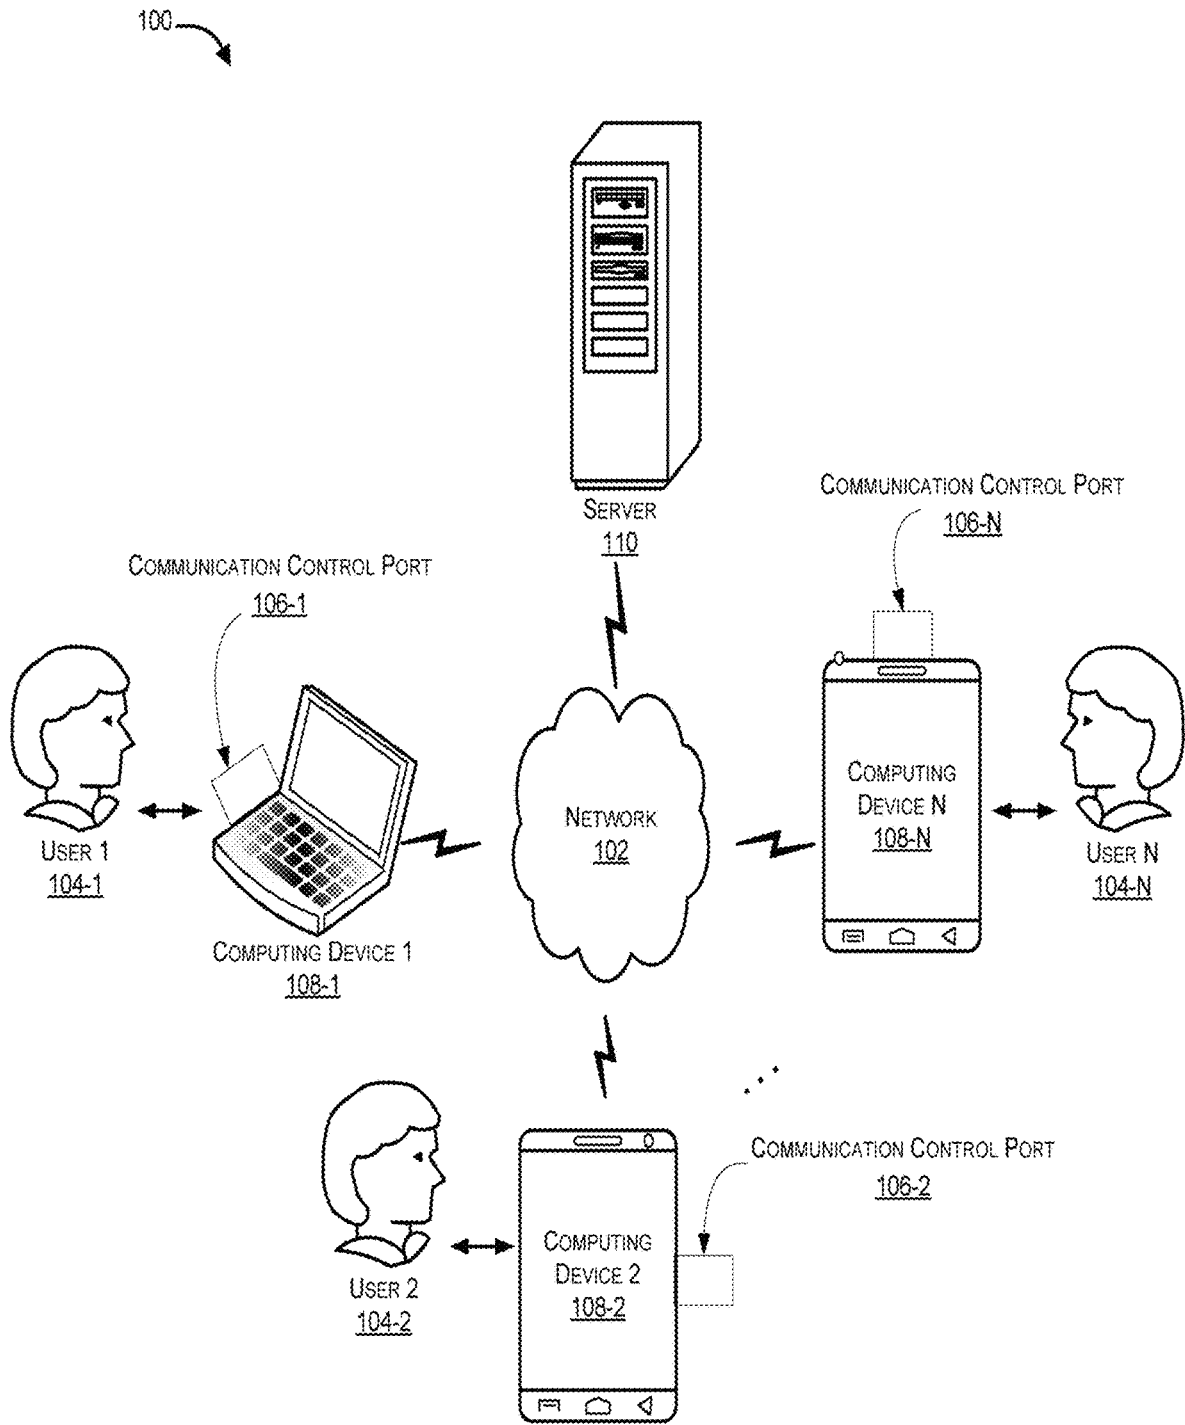 100
SERVER
110
COMMUNICATION CONTROL PORT
106-N
COMMUNICATION CONTROL PORT
106-1
USER 1
104-1
COMPUTING DEVICE 1
108-1
NETWORK
102
COMPUTING
DEVICE N
108-N
USER N
104-N
USER 2
104-2
COMPUTING
DEVICE 2
108-2
COMMUNICATION CONTROL PORT
106-2